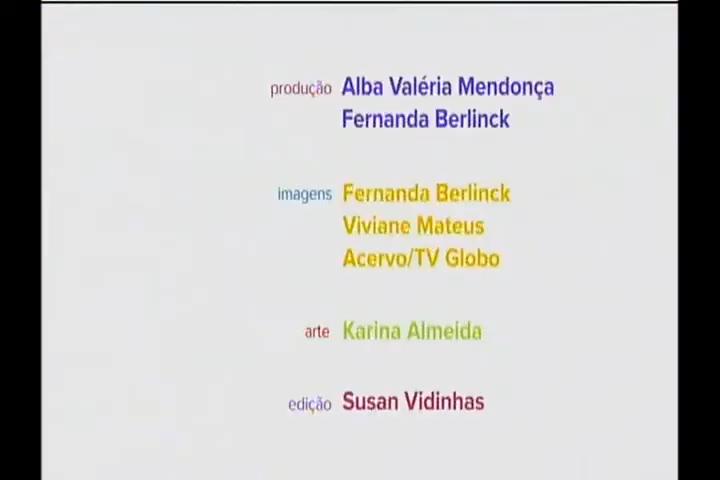 produção Alba Valéria Mendonça
Fernanda Berlinck
imagens Fernanda Berlinck
Viviane Mateus
Acervo/TV Globo
arte Karina Almeida
edição Susan Vidinhas